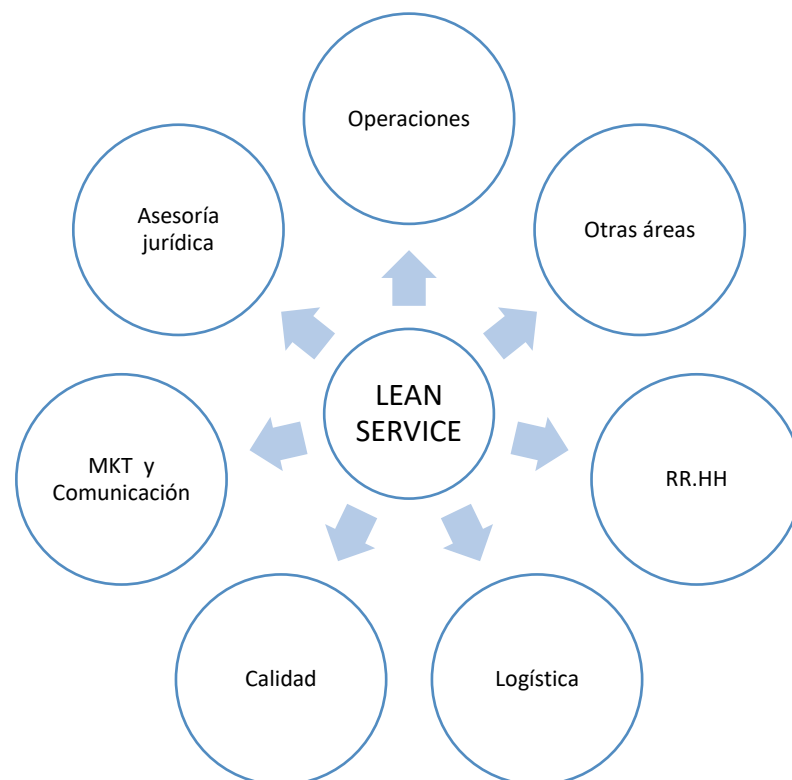 Operaciones
Asesoría
jurídica
Otras áreas
LEAN
SERVICE
MKT  y
Comunicación
RR.HH
Calidad
Logística